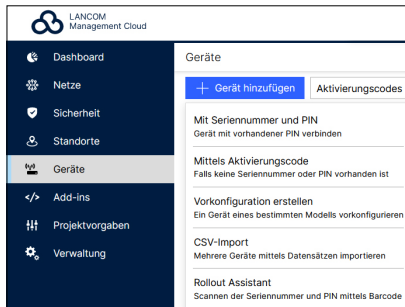 LANCOM
Management Cloud
Dashboard
Netze
Sicherheit
Standorte
Geräte
Add-ins
Projektvorgaben
Verwaltung
Geräte
Gerät hinzufügen
Aktivierungscodes
Mit Seriennummer und PIN
Gerät mit vorhandener PIN verbinden
Mittels Aktivierungscode
Falls keine Seriennummer oder PIN vorhanden ist
Vorkonfiguration erstellen
Ein Gerät eines bestimmten Modells vorkonfigurieren
CSV-Import
Mehrere Geräte mittels Datensätzen importieren
Rollout Assistant
Scannen der Seriennummer und PIN mittels Barcode